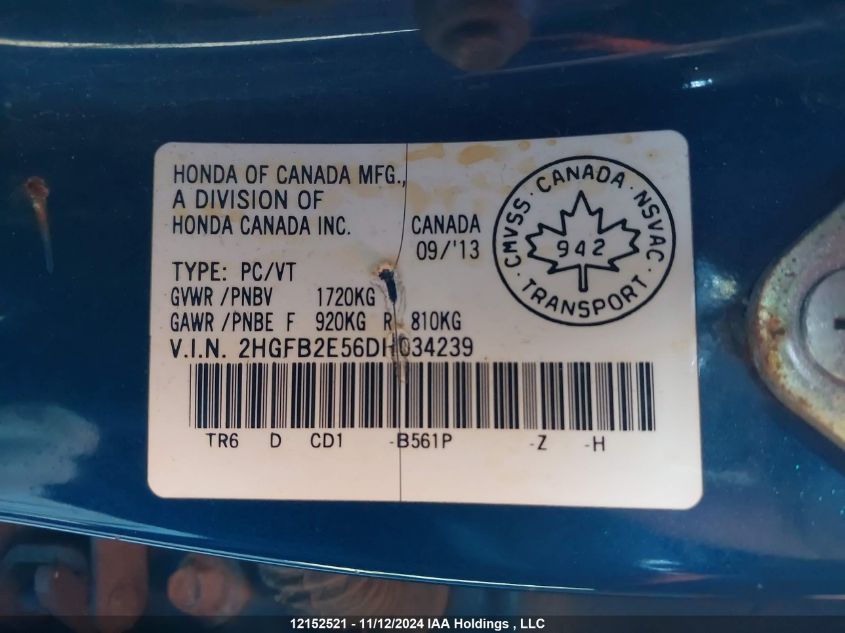 HONDA OF CANADA MFG.,
A DIVISION OF
HONDA CANADA INC.
CANADA
09/'13
CMVSS · CANADA · NSVAC
942
· TRANSPORT ·
TYPE: PC/VT
GVWR /PNBV 1720KG
GAWR /PNBE F 920KG R 810KG
V.I.N. 2HGFB2E56DH034239
TR6 D CD1 -B561P -Z -H
12152521 - 11/12/2024 IAA Holdings , LLC